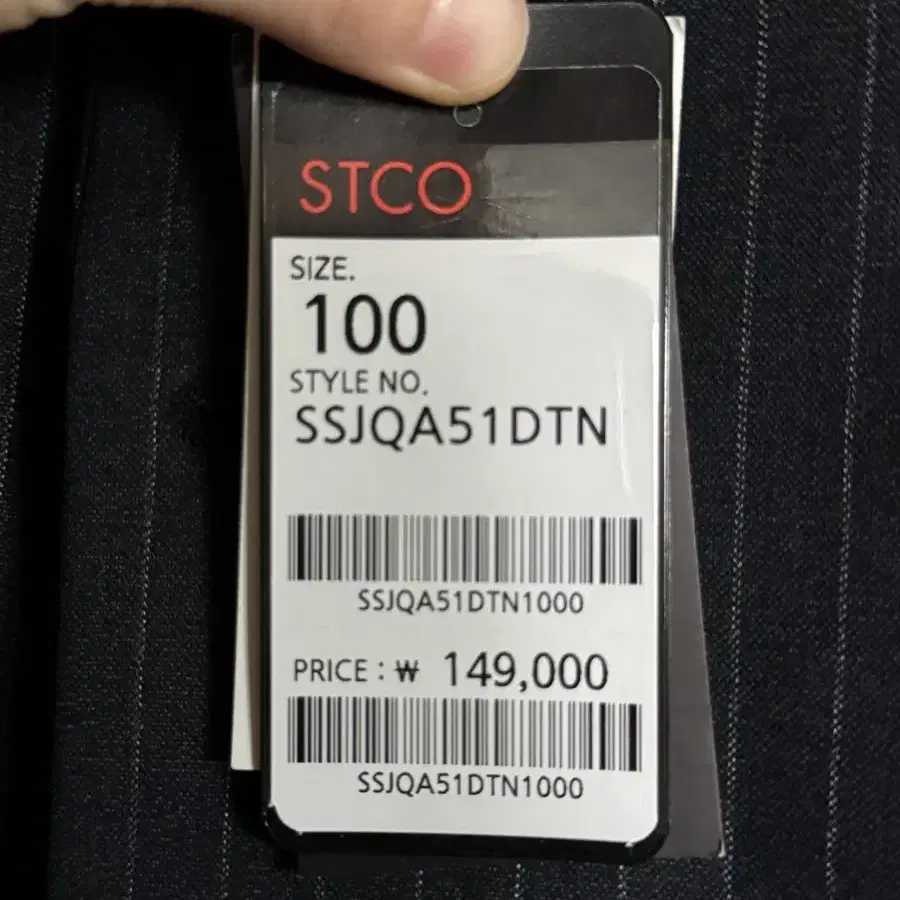 STCO
SIZE.
100
STYLE NO.
SSJQA51DTN
SSJQA51DTN1000
PRICE : ₩ 149,000
SSJQA51DTN1000